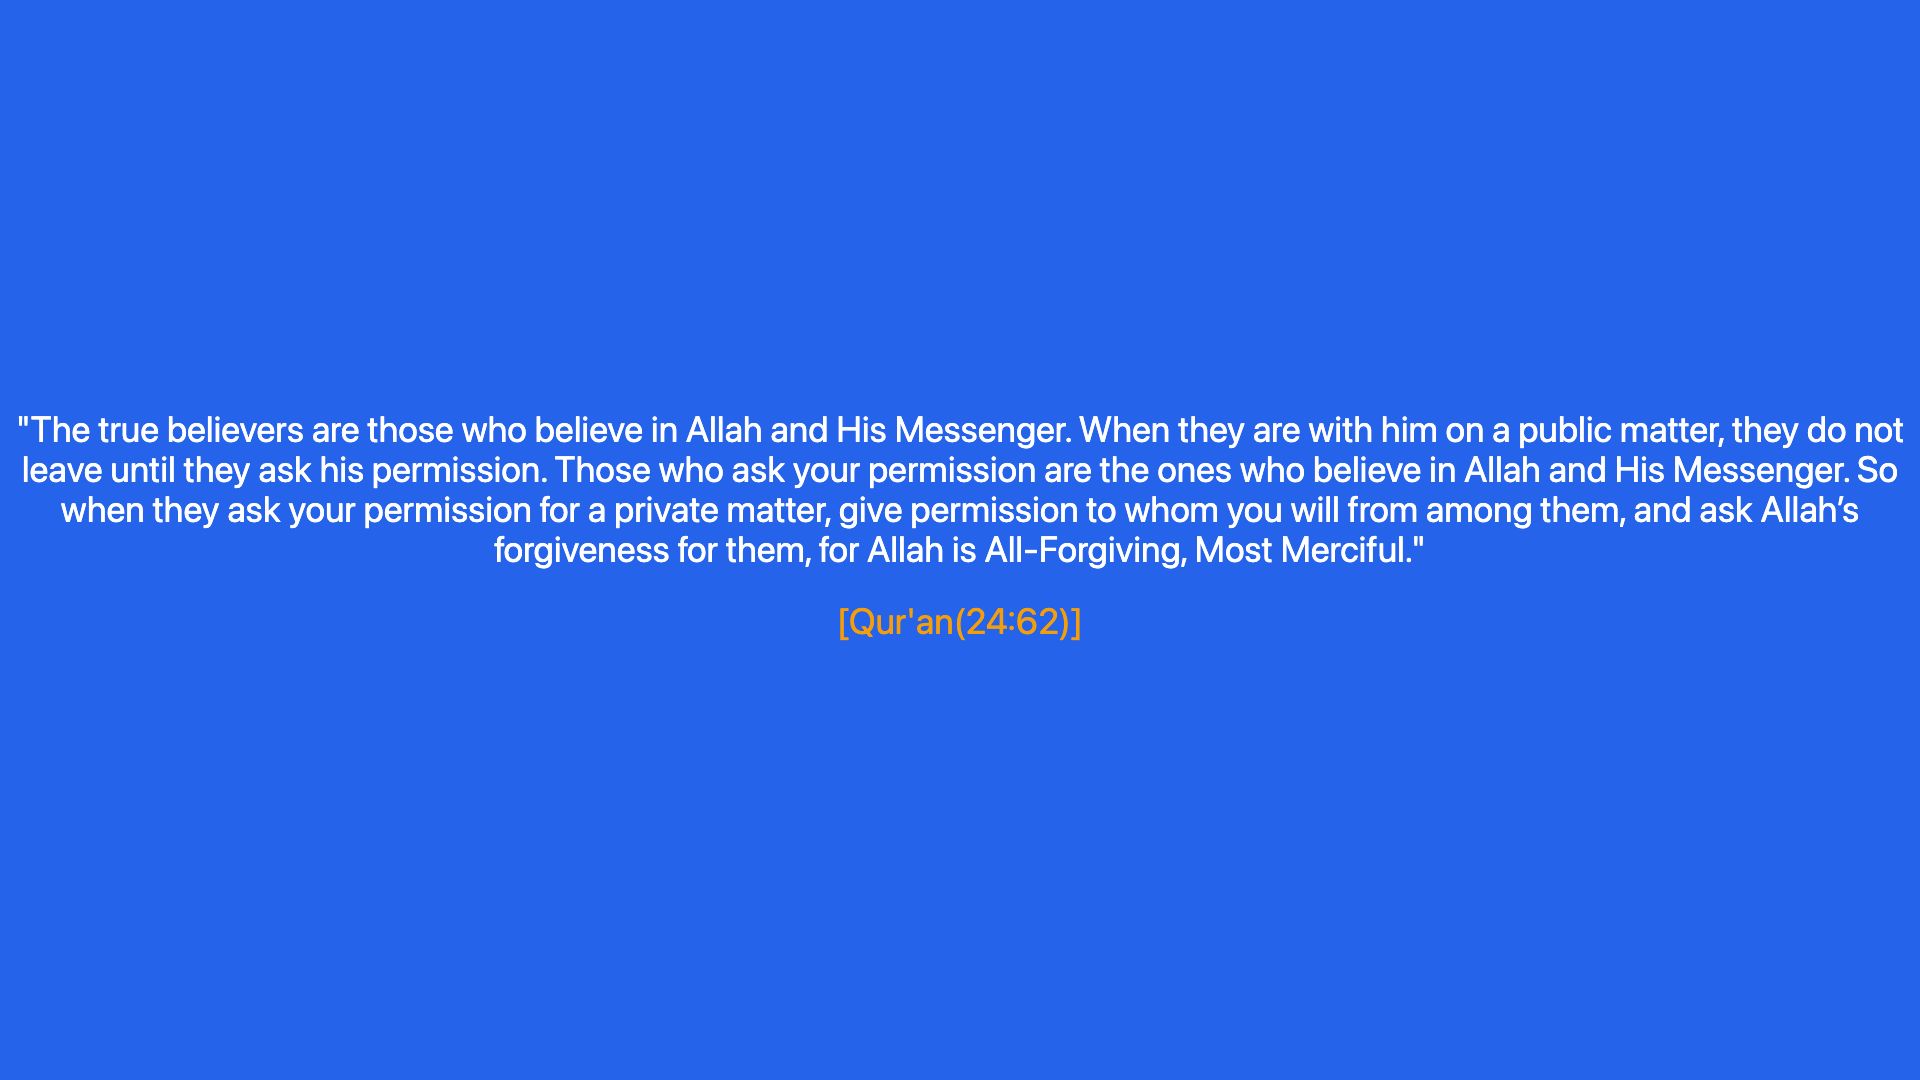 "The true believers are those who believe in Allah and His Messenger. When they are with him on a public matter, they do not
leave until they ask his permission. Those who ask your permission are the ones who believe in Allah and His Messenger. So
when they ask your permission for a private matter, give permission to whom you will from among them, and ask Allah’s
forgiveness for them, for Allah is All-Forgiving, Most Merciful."
[Qur'an(24:62)]